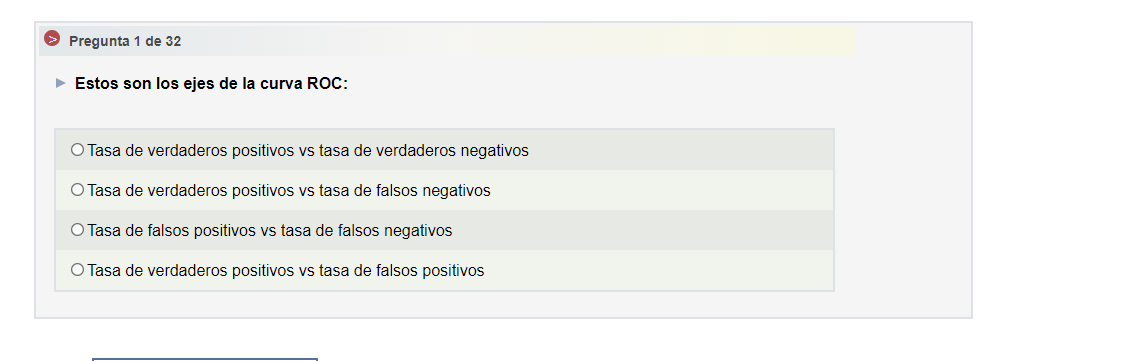 Pregunta 1 de 32
Estos son los ejes de la curva ROC:
Tasa de verdaderos positivos vs tasa de verdaderos negativos
Tasa de verdaderos positivos vs tasa de falsos negativos
Tasa de falsos positivos vs tasa de falsos negativos
Tasa de verdaderos positivos vs tasa de falsos positivos